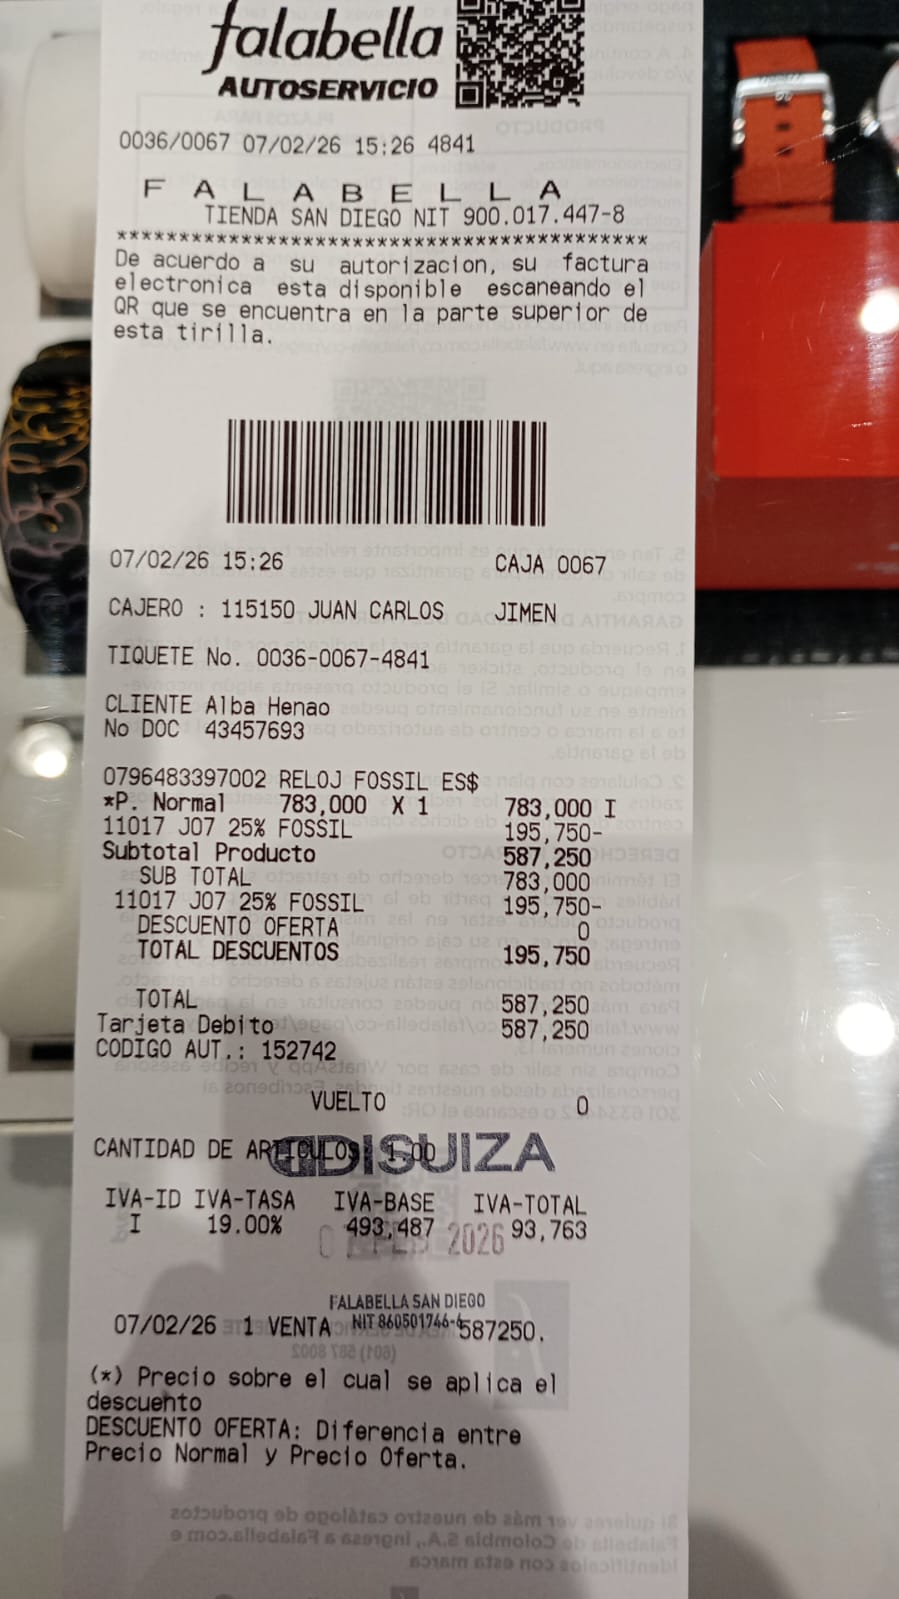 falabella
AUTOSERVICIO
0036/0067 07/02/26 15:26 4841
F A L A B E L L A
TIENDA SAN DIEGO NIT 900.017.447-8
******************************************
De acuerdo a su autorizacion, su factura
electronica esta disponible escaneando el
QR que se encuentra en la parte superior de
esta tirilla.
07/02/26 15:26 CAJA 0067
CAJERO : 115150 JUAN CARLOS JIMEN
TIQUETE No. 0036-0067-4841
CLIENTE Alba Henao
No DOC 43457693
0796483397002 RELOJ FOSSIL ES$
*P. Normal 783,000 X 1 783,000 I
11017 J07 25% FOSSIL 195,750-
Subtotal Producto 587,250
SUB TOTAL 783,000
11017 J07 25% FOSSIL 195,750-
DESCUENTO OFERTA 0
TOTAL DESCUENTOS 195,750
TOTAL 587,250
Tarjeta Debito 587,250
CODIGO AUT.: 152742
VUELTO 0
CANTIDAD DE ARTICULOS: 1.00
DISUIZA
IVA-ID IVA-TASA IVA-BASE IVA-TOTAL
I 19.00% 493,487 93,763
FEB 2026
FALABELLA SAN DIEGO
NIT 860501746-6
07/02/26 1 VENTA 587250.
(*) Precio sobre el cual se aplica el
descuento
DESCUENTO OFERTA: Diferencia entre
Precio Normal y Precio Oferta.